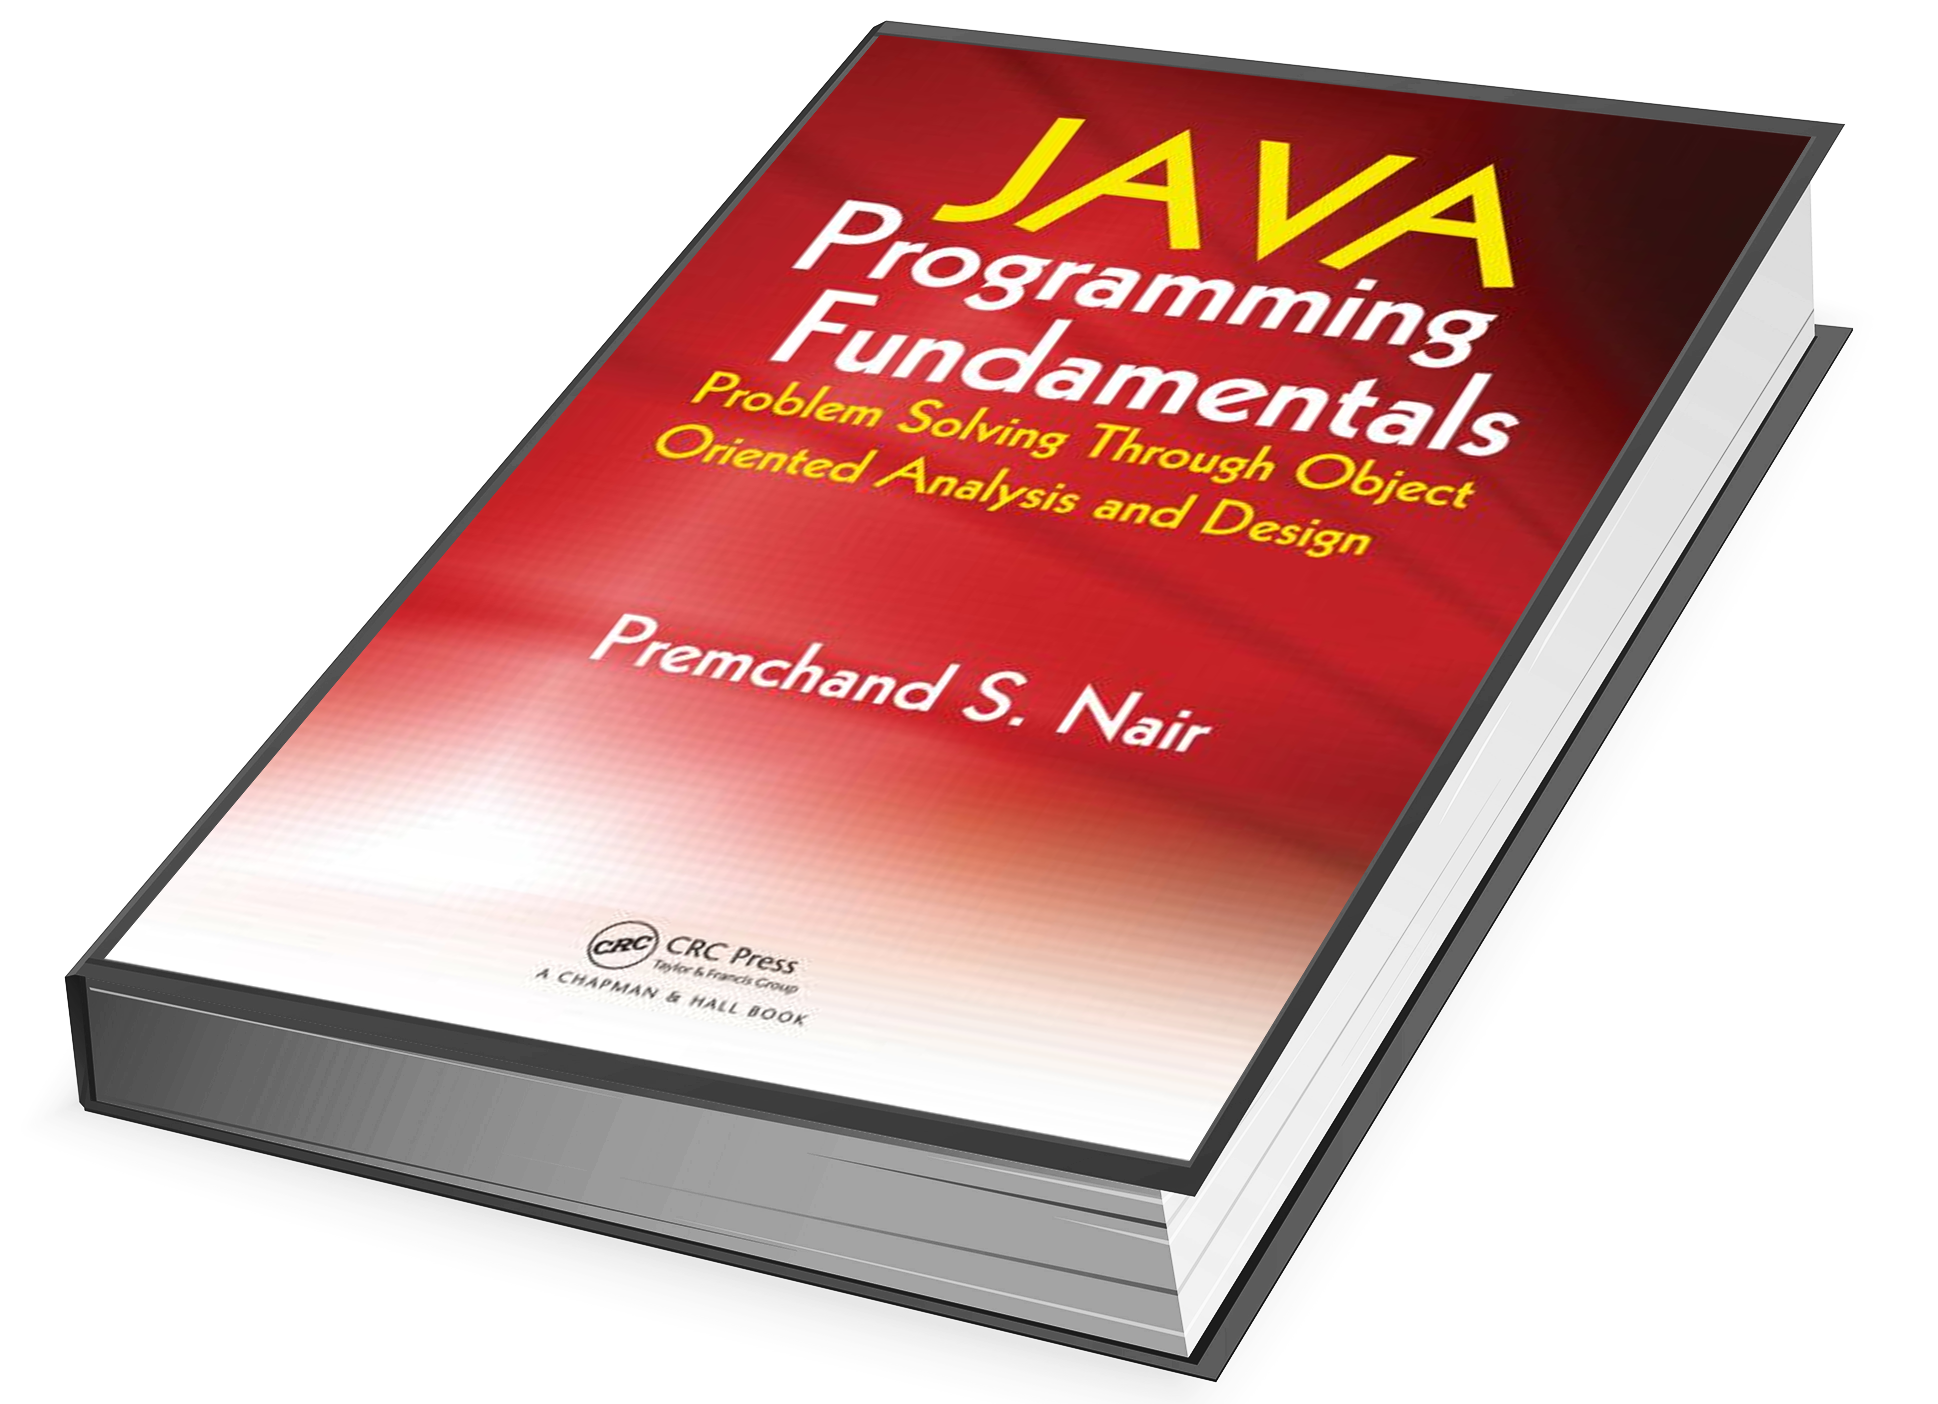 JAVA
Programming
Fundamentals
Problem Solving Through Object
Oriented Analysis and Design
Premchand S. Nair
CRC CRC Press
Taylor & Francis Group
A CHAPMAN & HALL BOOK